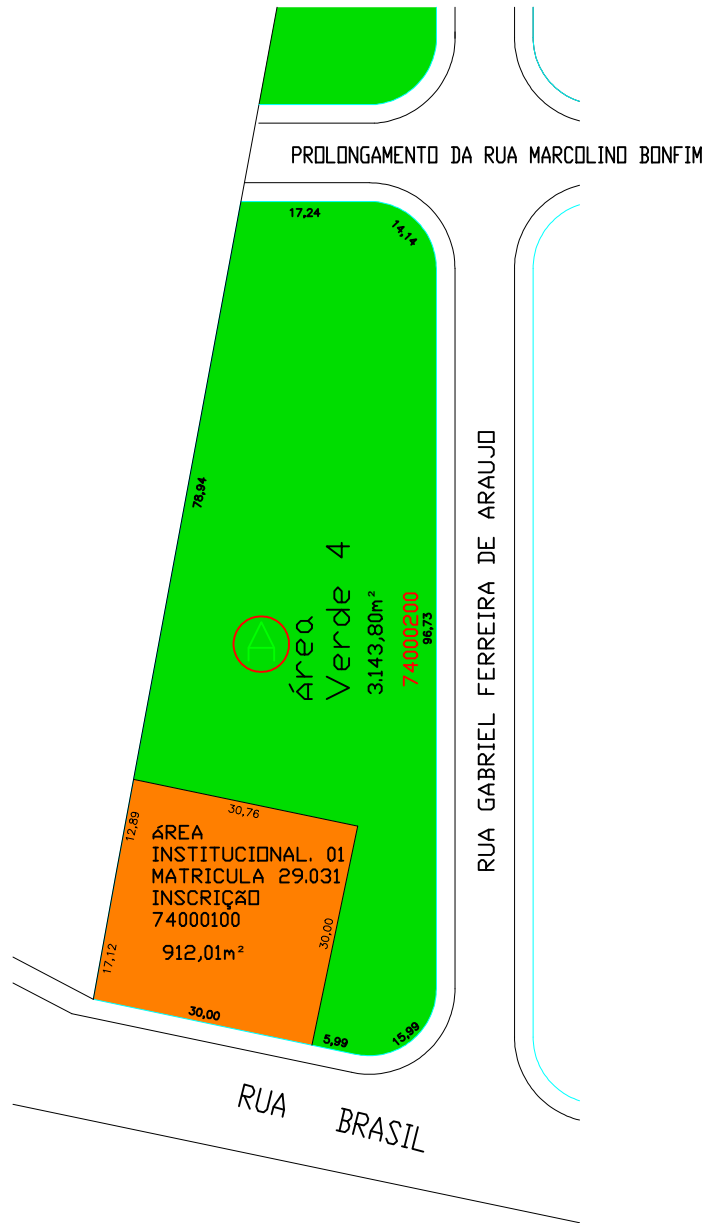 PROLONGAMENTO DA RUA MARCOLINO BONFIM
17,24
14,14
78,94
A
Área
Verde 4
3.143,80m²
74000200
96,73
RUA GABRIEL FERREIRA DE ARAUJO
30,76
12,89
ÁREA
INSTITUCIONAL. 01
MATRICULA 29.031
INSCRIÇÃO
74000100
912,01m²
30,00
17,12
30,00
5,99
15,99
RUA BRASIL